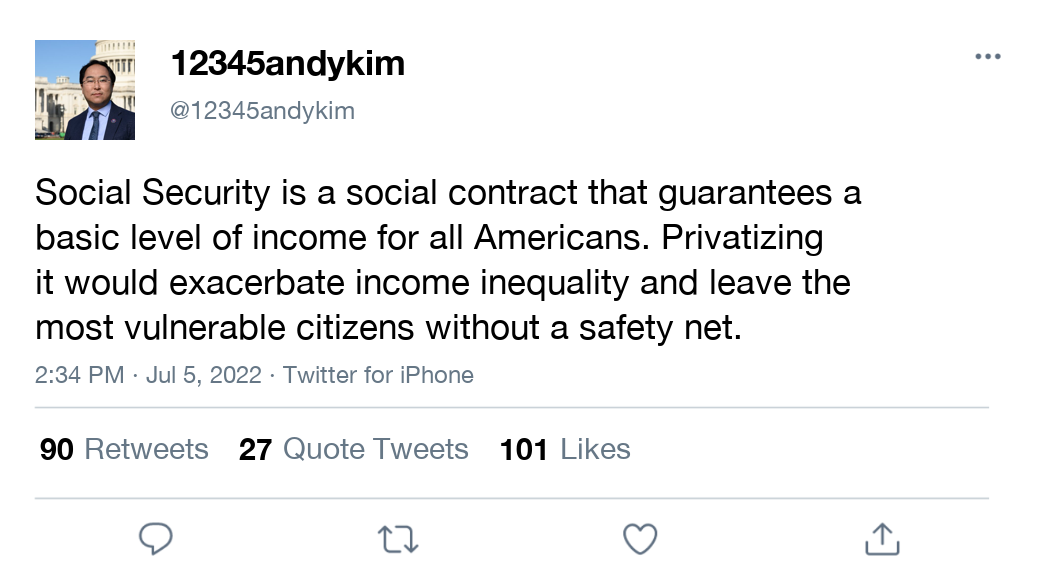 12345andykim
@12345andykim
Social Security is a social contract that guarantees a
basic level of income for all Americans. Privatizing
it would exacerbate income inequality and leave the
most vulnerable citizens without a safety net.
2:34 PM · Jul 5, 2022 · Twitter for iPhone
90 Retweets 27 Quote Tweets 101 Likes